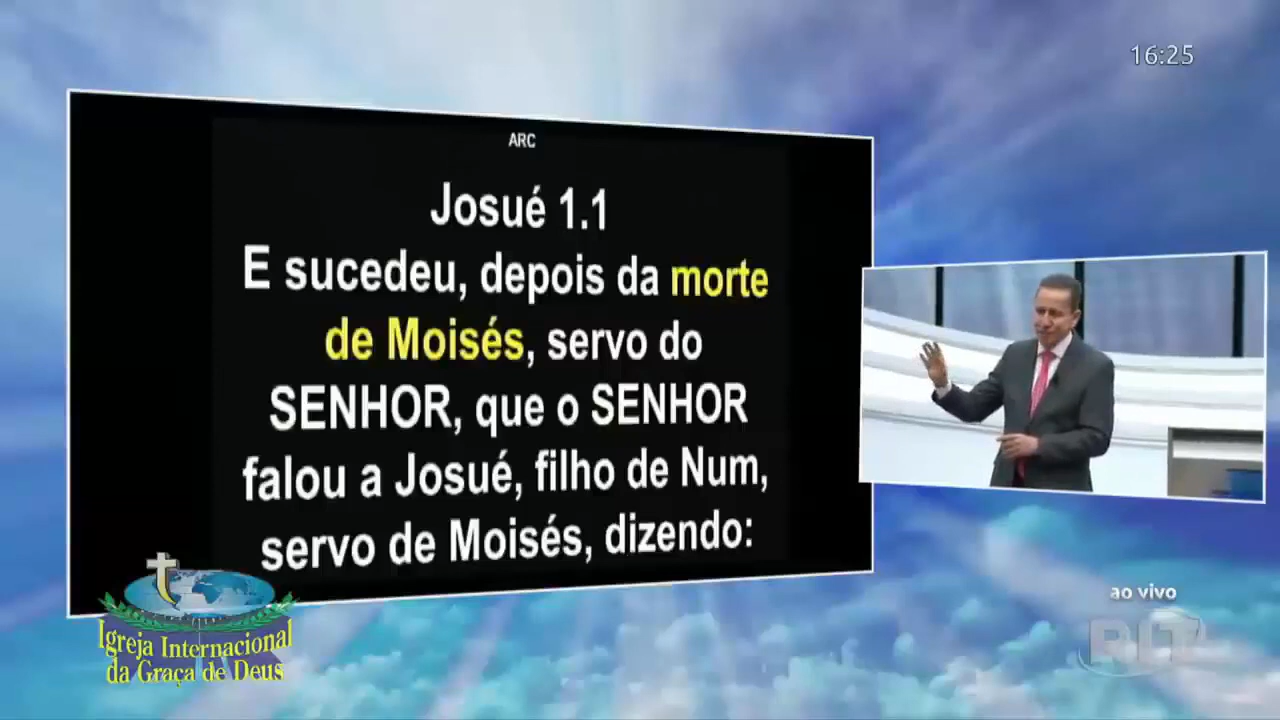 16:25
ARC
Josué 1.1
E sucedeu, depois da morte
de Moisés, servo do
SENHOR, que o SENHOR
falou a Josué, filho de Num,
servo de Moisés, dizendo:
ao vivo
RIT
Igreja Internacional
da Graça de Deus